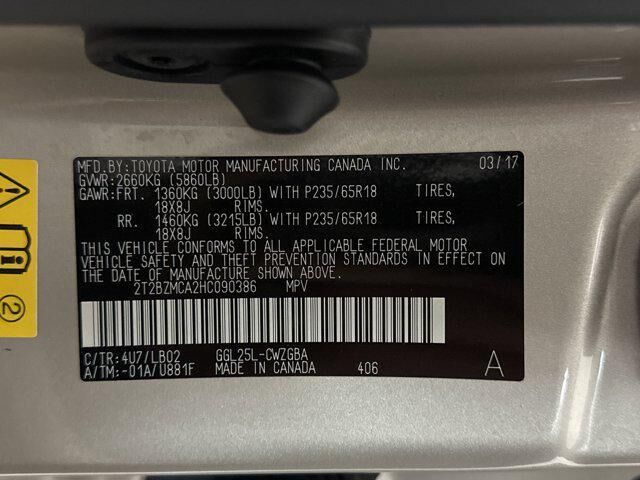 MFD.BY:TOYOTA MOTOR MANUFACTURING CANADA INC. 03/17
GVWR:2660KG (5860LB)
GAWR:FRT. 1360KG (3000LB) WITH P235/65R18 TIRES,
18X8J RIMS.
RR. 1460KG (3215LB) WITH P235/65R18 TIRES,
18X8J RIMS.
THIS VEHICLE CONFORMS TO ALL APPLICABLE FEDERAL MOTOR
VEHICLE SAFETY AND THEFT PREVENTION STANDARDS IN EFFECT ON
THE DATE OF MANUFACTURE SHOWN ABOVE.
2T2BZMCA2HC090386 MPV
C/TR:4U7/LB02 GGL25L-CWZGBA
A/TM:-01A/U881F MADE IN CANADA 406 A
2